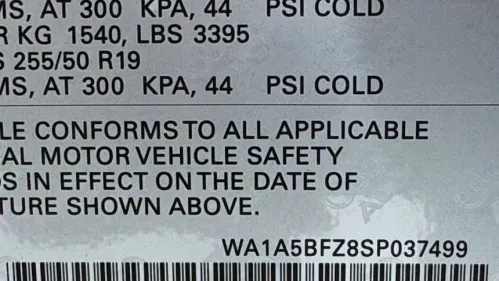 MS, AT 300 KPA, 44 PSI COLD
R KG 1540, LBS 3395
S 255/50 R19
MS, AT 300 KPA, 44 PSI COLD
LE CONFORMS TO ALL APPLICABLE
AL MOTOR VEHICLE SAFETY
S IN EFFECT ON THE DATE OF
TURE SHOWN ABOVE.
WA1A5BFZ8SP037499